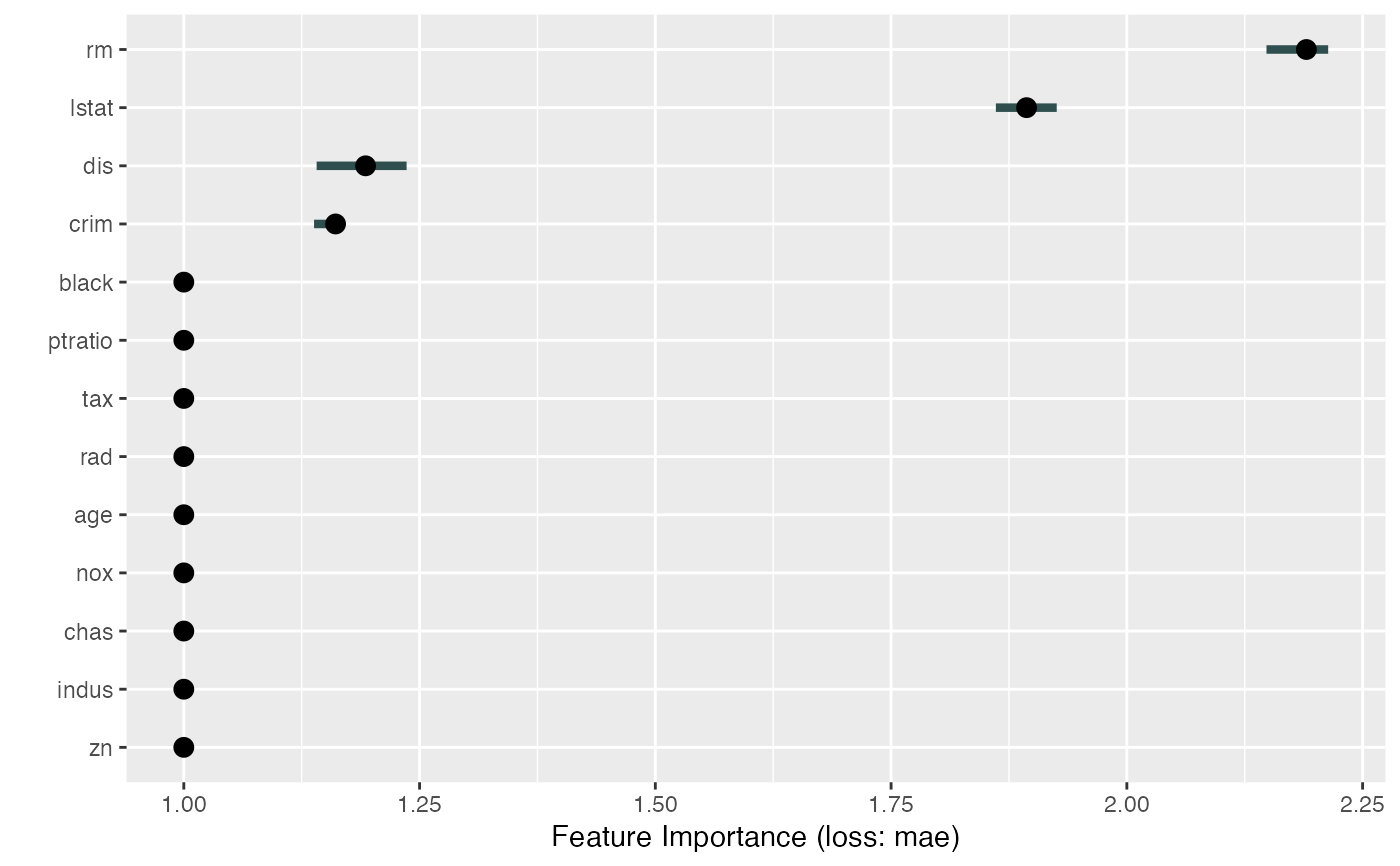 rm
lstat
dis
crim
black
ptratio
tax
rad
age
nox
chas
indus
zn
1.00 1.25 1.50 1.75 2.00 2.25
Feature Importance (loss: mae)